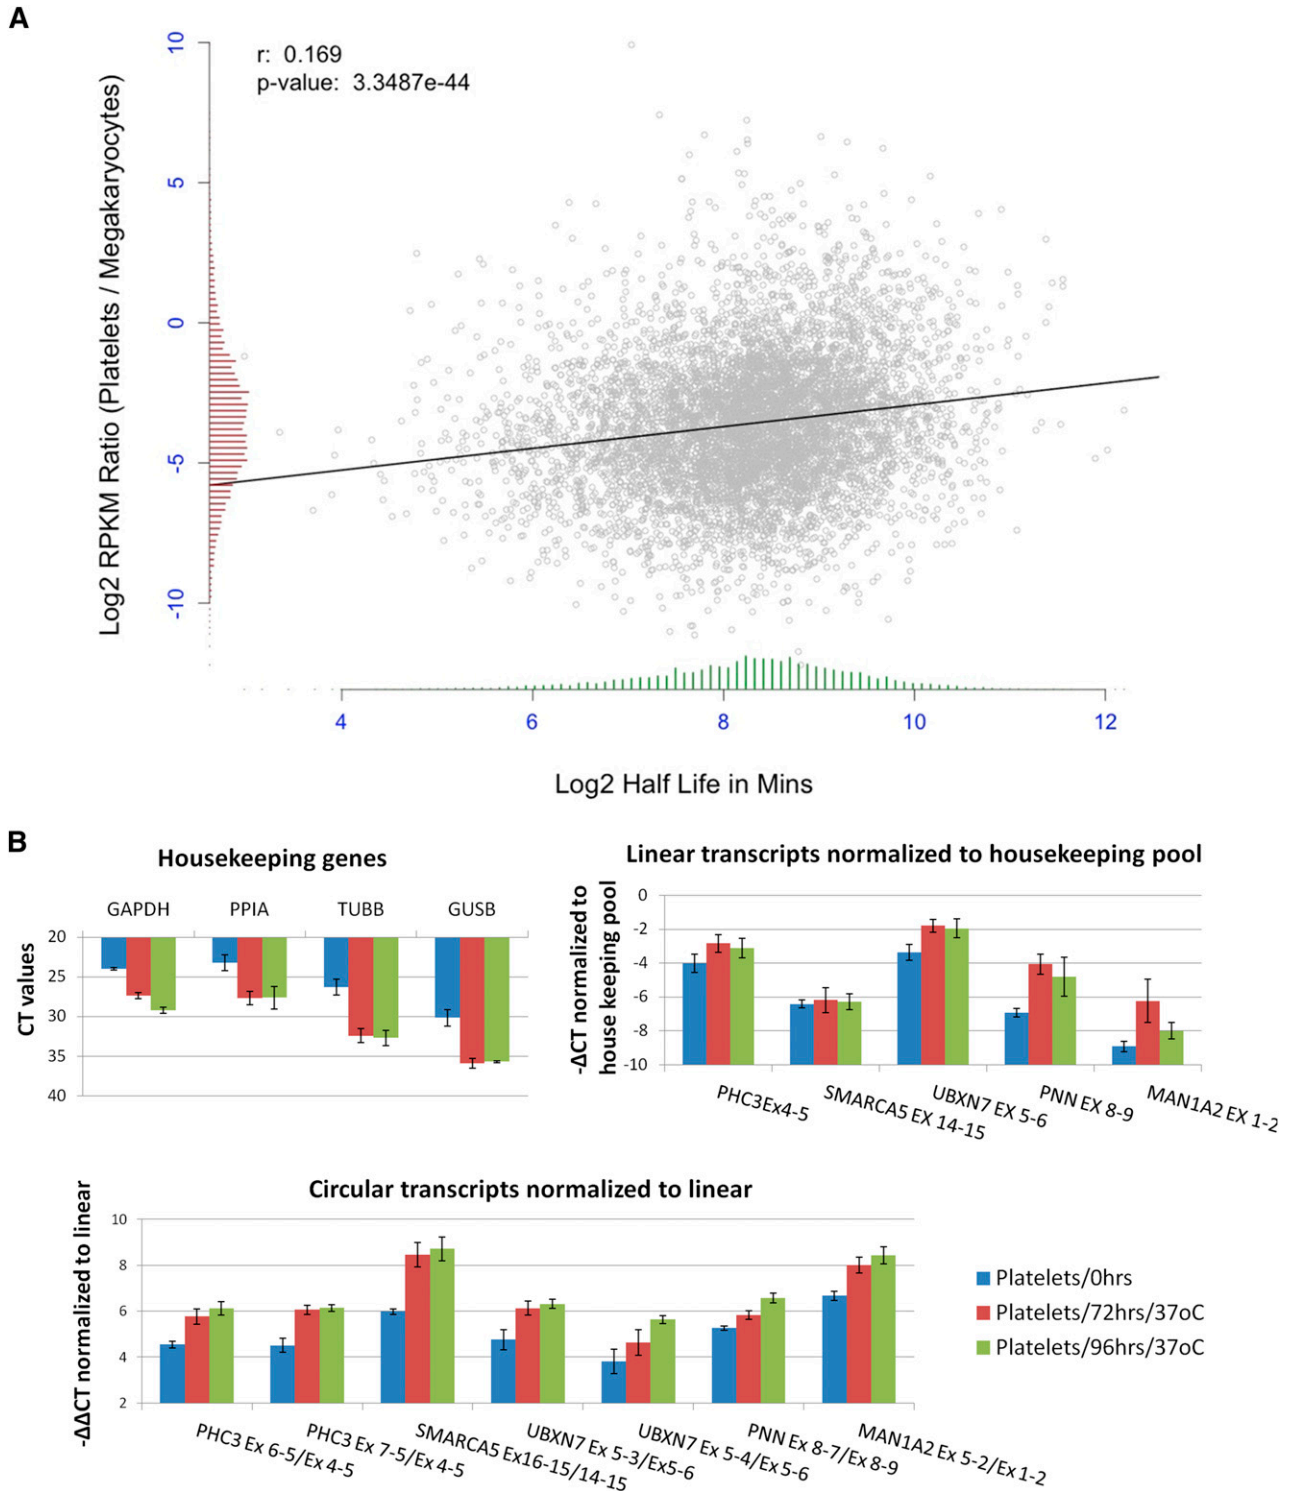 A
r: 0.169
p-value: 3.3487e-44
Log2 RPKM Ratio (Platelets / Megakaryocytes)
10
5
0
-5
-10
4 6 8 10 12
Log2 Half Life in Mins
B
Housekeeping genes
GAPDH PPIA TUBB GUSB
CT values
20
25
30
35
40
Linear transcripts normalized to housekeeping pool
-ΔCT normalized to
house keeping pool
0
-2
-4
-6
-8
-10
PHC3Ex4-5
SMARCA5 EX 14-15
UBXN7 EX 5-6
PNN EX 8-9
MAN1A2 EX 1-2
Circular transcripts normalized to linear
-ΔΔCT normalized to linear
10
8
6
4
2
PHC3 Ex 6-5/Ex 4-5
PHC3 Ex 7-5/Ex 4-5
SMARCA5 Ex16-15/14-15
UBXN7 Ex 5-3/Ex5-6
UBXN7 Ex 5-4/Ex 5-6
PNN Ex 8-7/Ex 8-9
MAN1A2 Ex 5-2/Ex 1-2
Platelets/0hrs
Platelets/72hrs/37oC
Platelets/96hrs/37oC